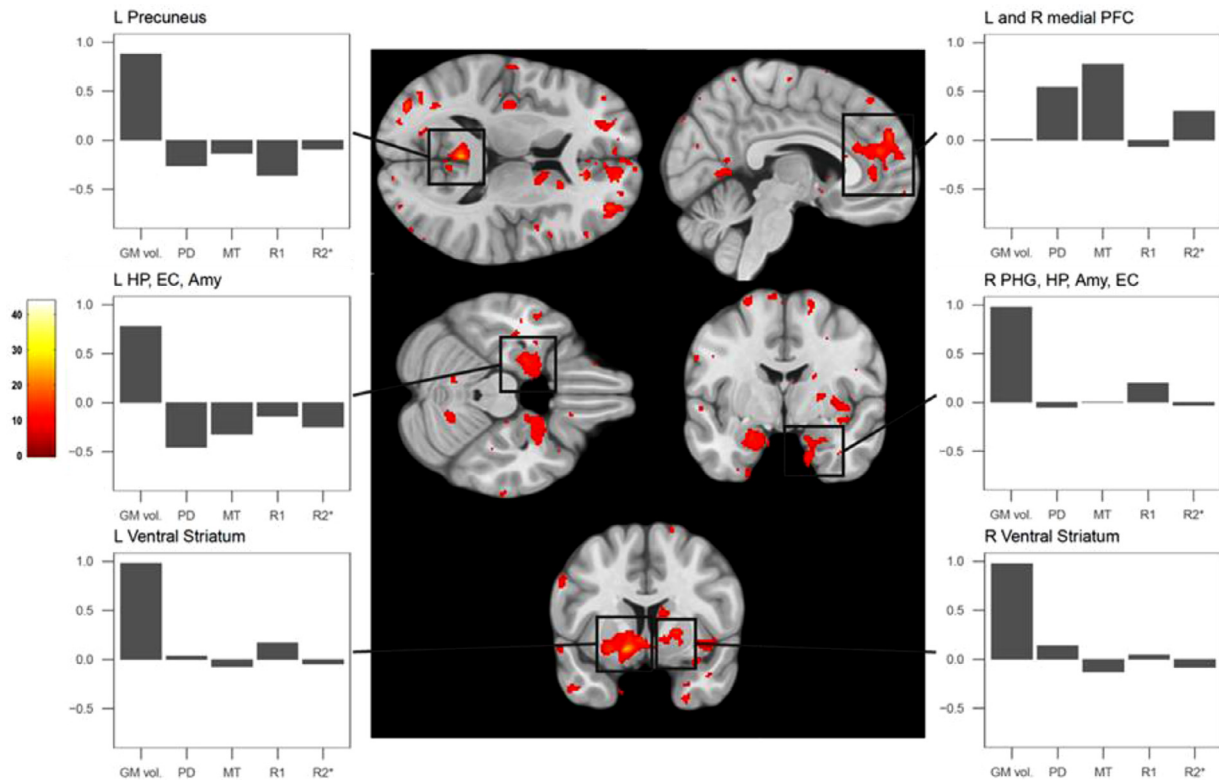 L Precuneus
1.0
0.5
0.0
−0.5
GM vol. PD MT R1 R2*
L and R medial PFC
1.0
0.5
0.0
−0.5
GM vol. PD MT R1 R2*
40
30
20
10
0
L HP, EC, Amy
1.0
0.5
0.0
−0.5
GM vol. PD MT R1 R2*
R PHG, HP, Amy, EC
1.0
0.5
0.0
−0.5
GM vol. PD MT R1 R2*
L Ventral Striatum
1.0
0.5
0.0
−0.5
GM vol. PD MT R1 R2*
R Ventral Striatum
1.0
0.5
0.0
−0.5
GM vol. PD MT R1 R2*